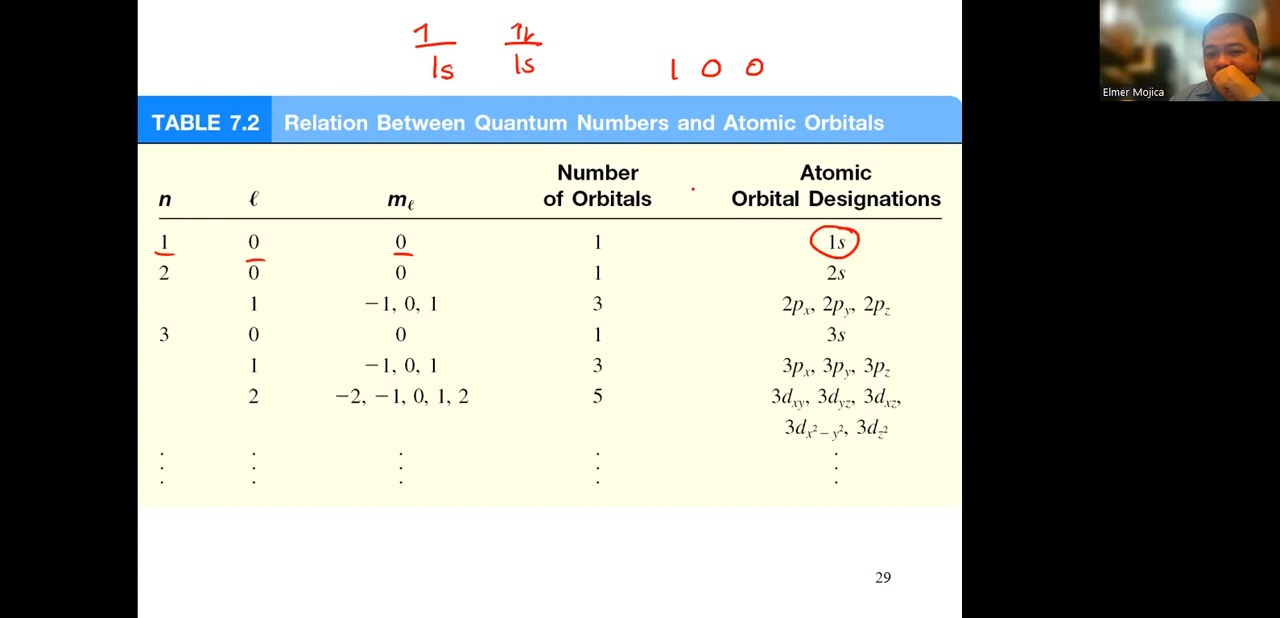 1 1l
1s 1s
1 0 0
Elmer Mojica
TABLE 7.2 Relation Between Quantum Numbers and Atomic Orbitals
Number Atomic
n ℓ mℓ of Orbitals Orbital Designations
1 0 0 1 1s
2 0 0 1 2s
1 −1, 0, 1 3 2px, 2py, 2pz
3 0 0 1 3s
1 −1, 0, 1 3 3px, 3py, 3pz
2 −2, −1, 0, 1, 2 5 3dxy, 3dyz, 3dxz,
3dx²−y², 3dz²
29